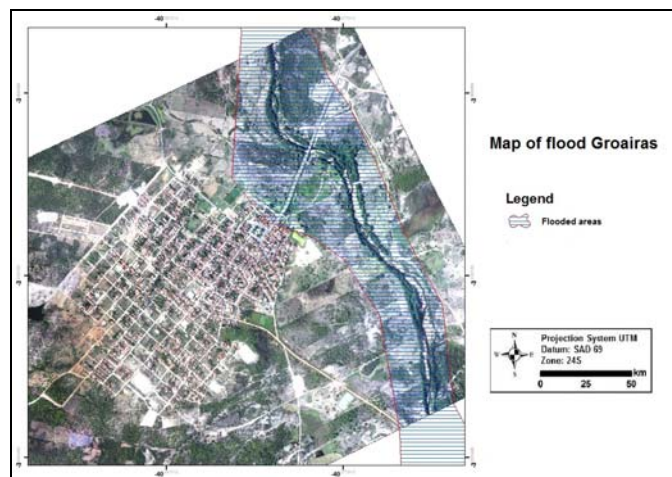 Map of flood Groairas
Legend
Flooded areas
N
W E
S
Projection System UTM
Datum: SAD-69
Zone: 24S
km
0 25 50